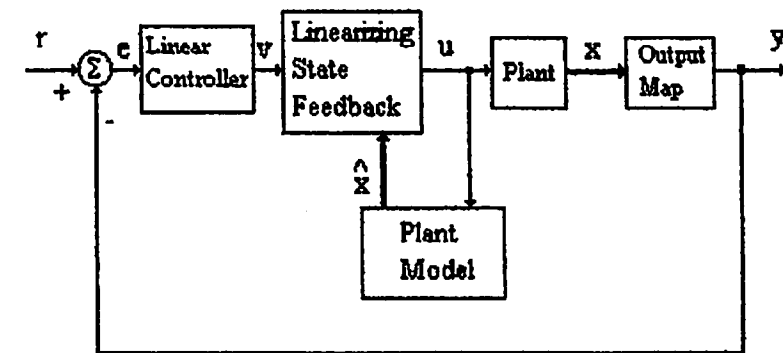 r
+
-
Σ
e
Linear
Controller
v
Linearizing
State
Feedback
u
Plant
x
Output
Map
y
^
x
Plant
Model